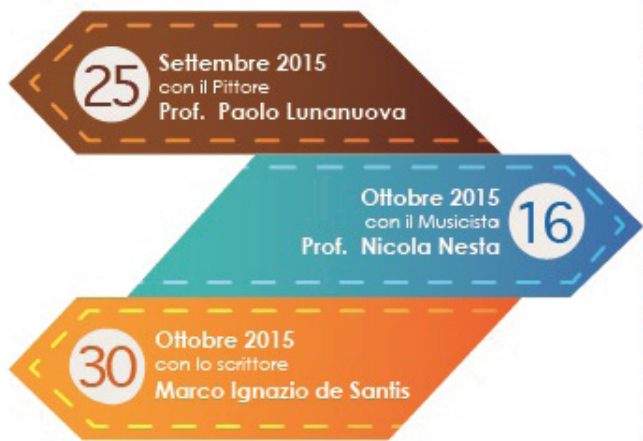 25
Settembre 2015
con il Pittore
Prof. Paolo Lunanuova
Ottobre 2015
con il Musicista
Prof. Nicola Nesta
16
30
Ottobre 2015
con lo scrittore
Marco Ignazio de Santis